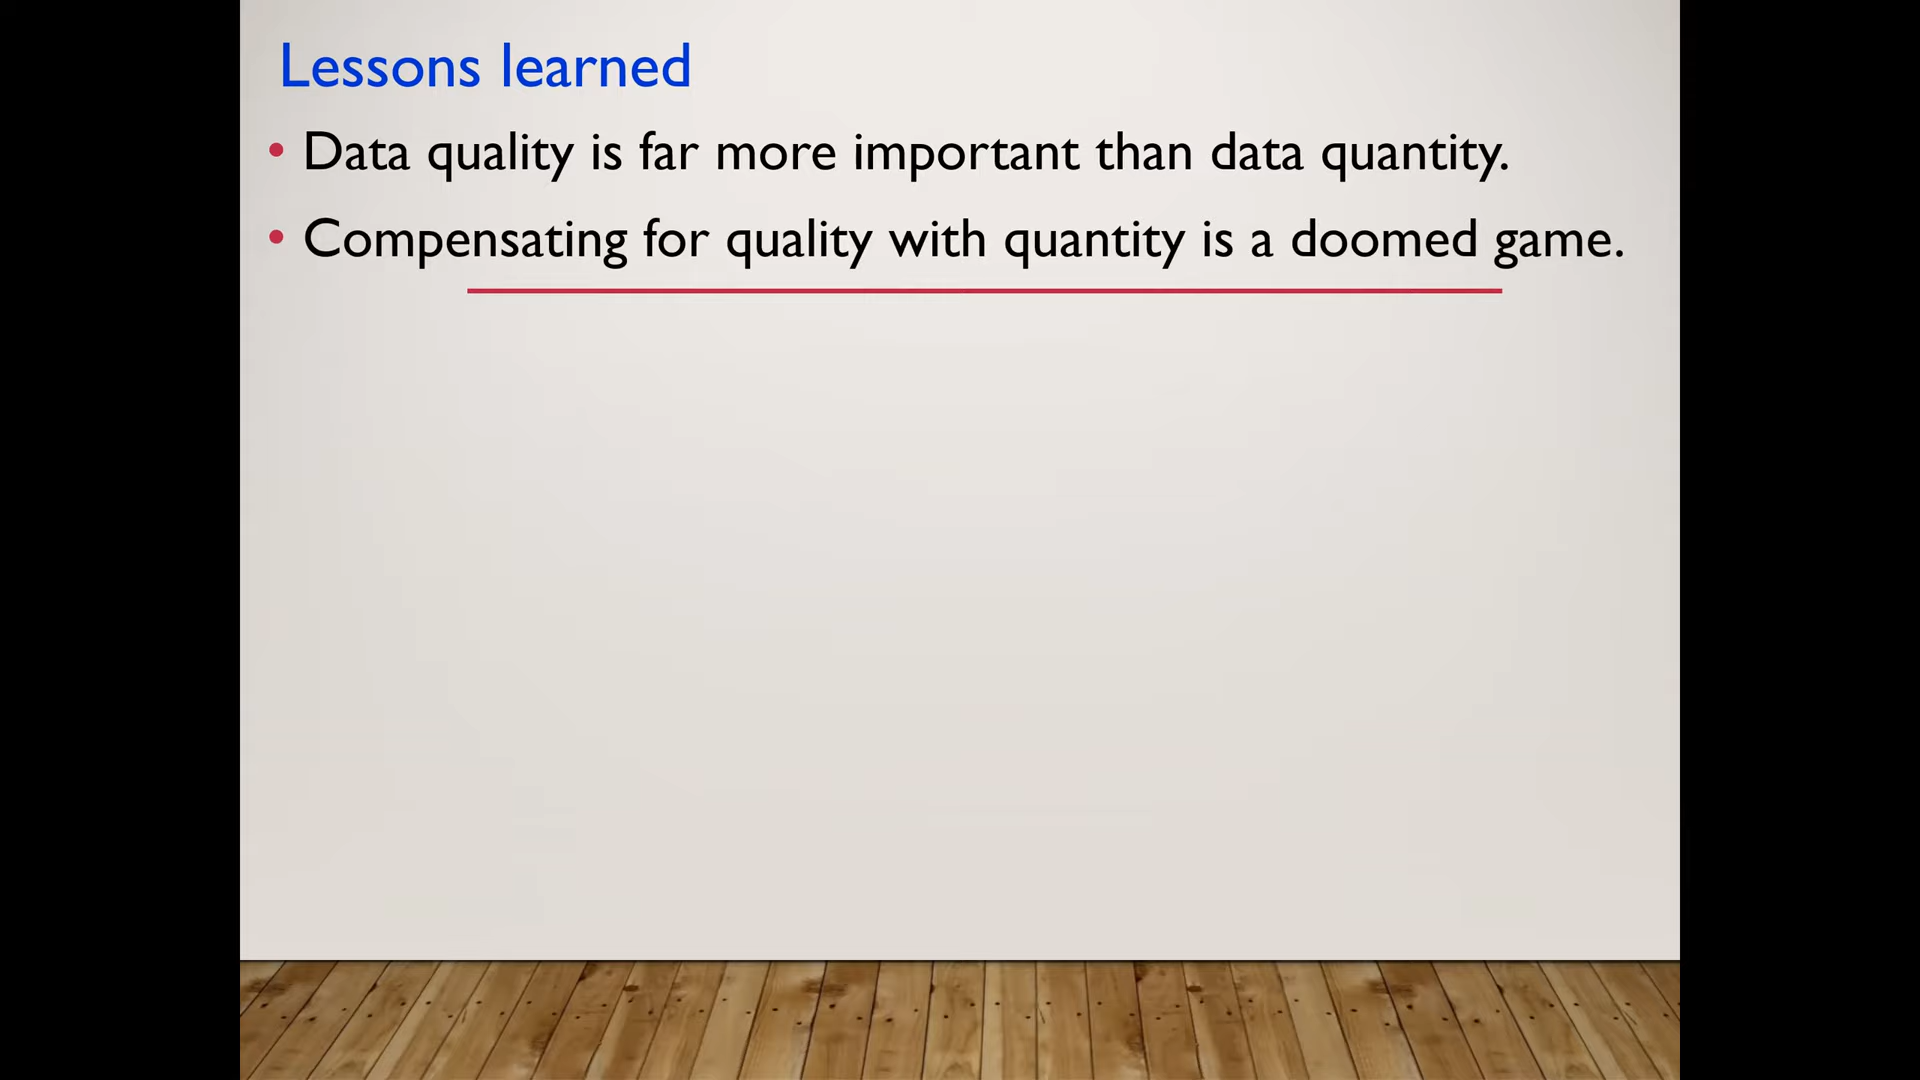 Lessons learned
• Data quality is far more important than data quantity.
• Compensating for quality with quantity is a doomed game.